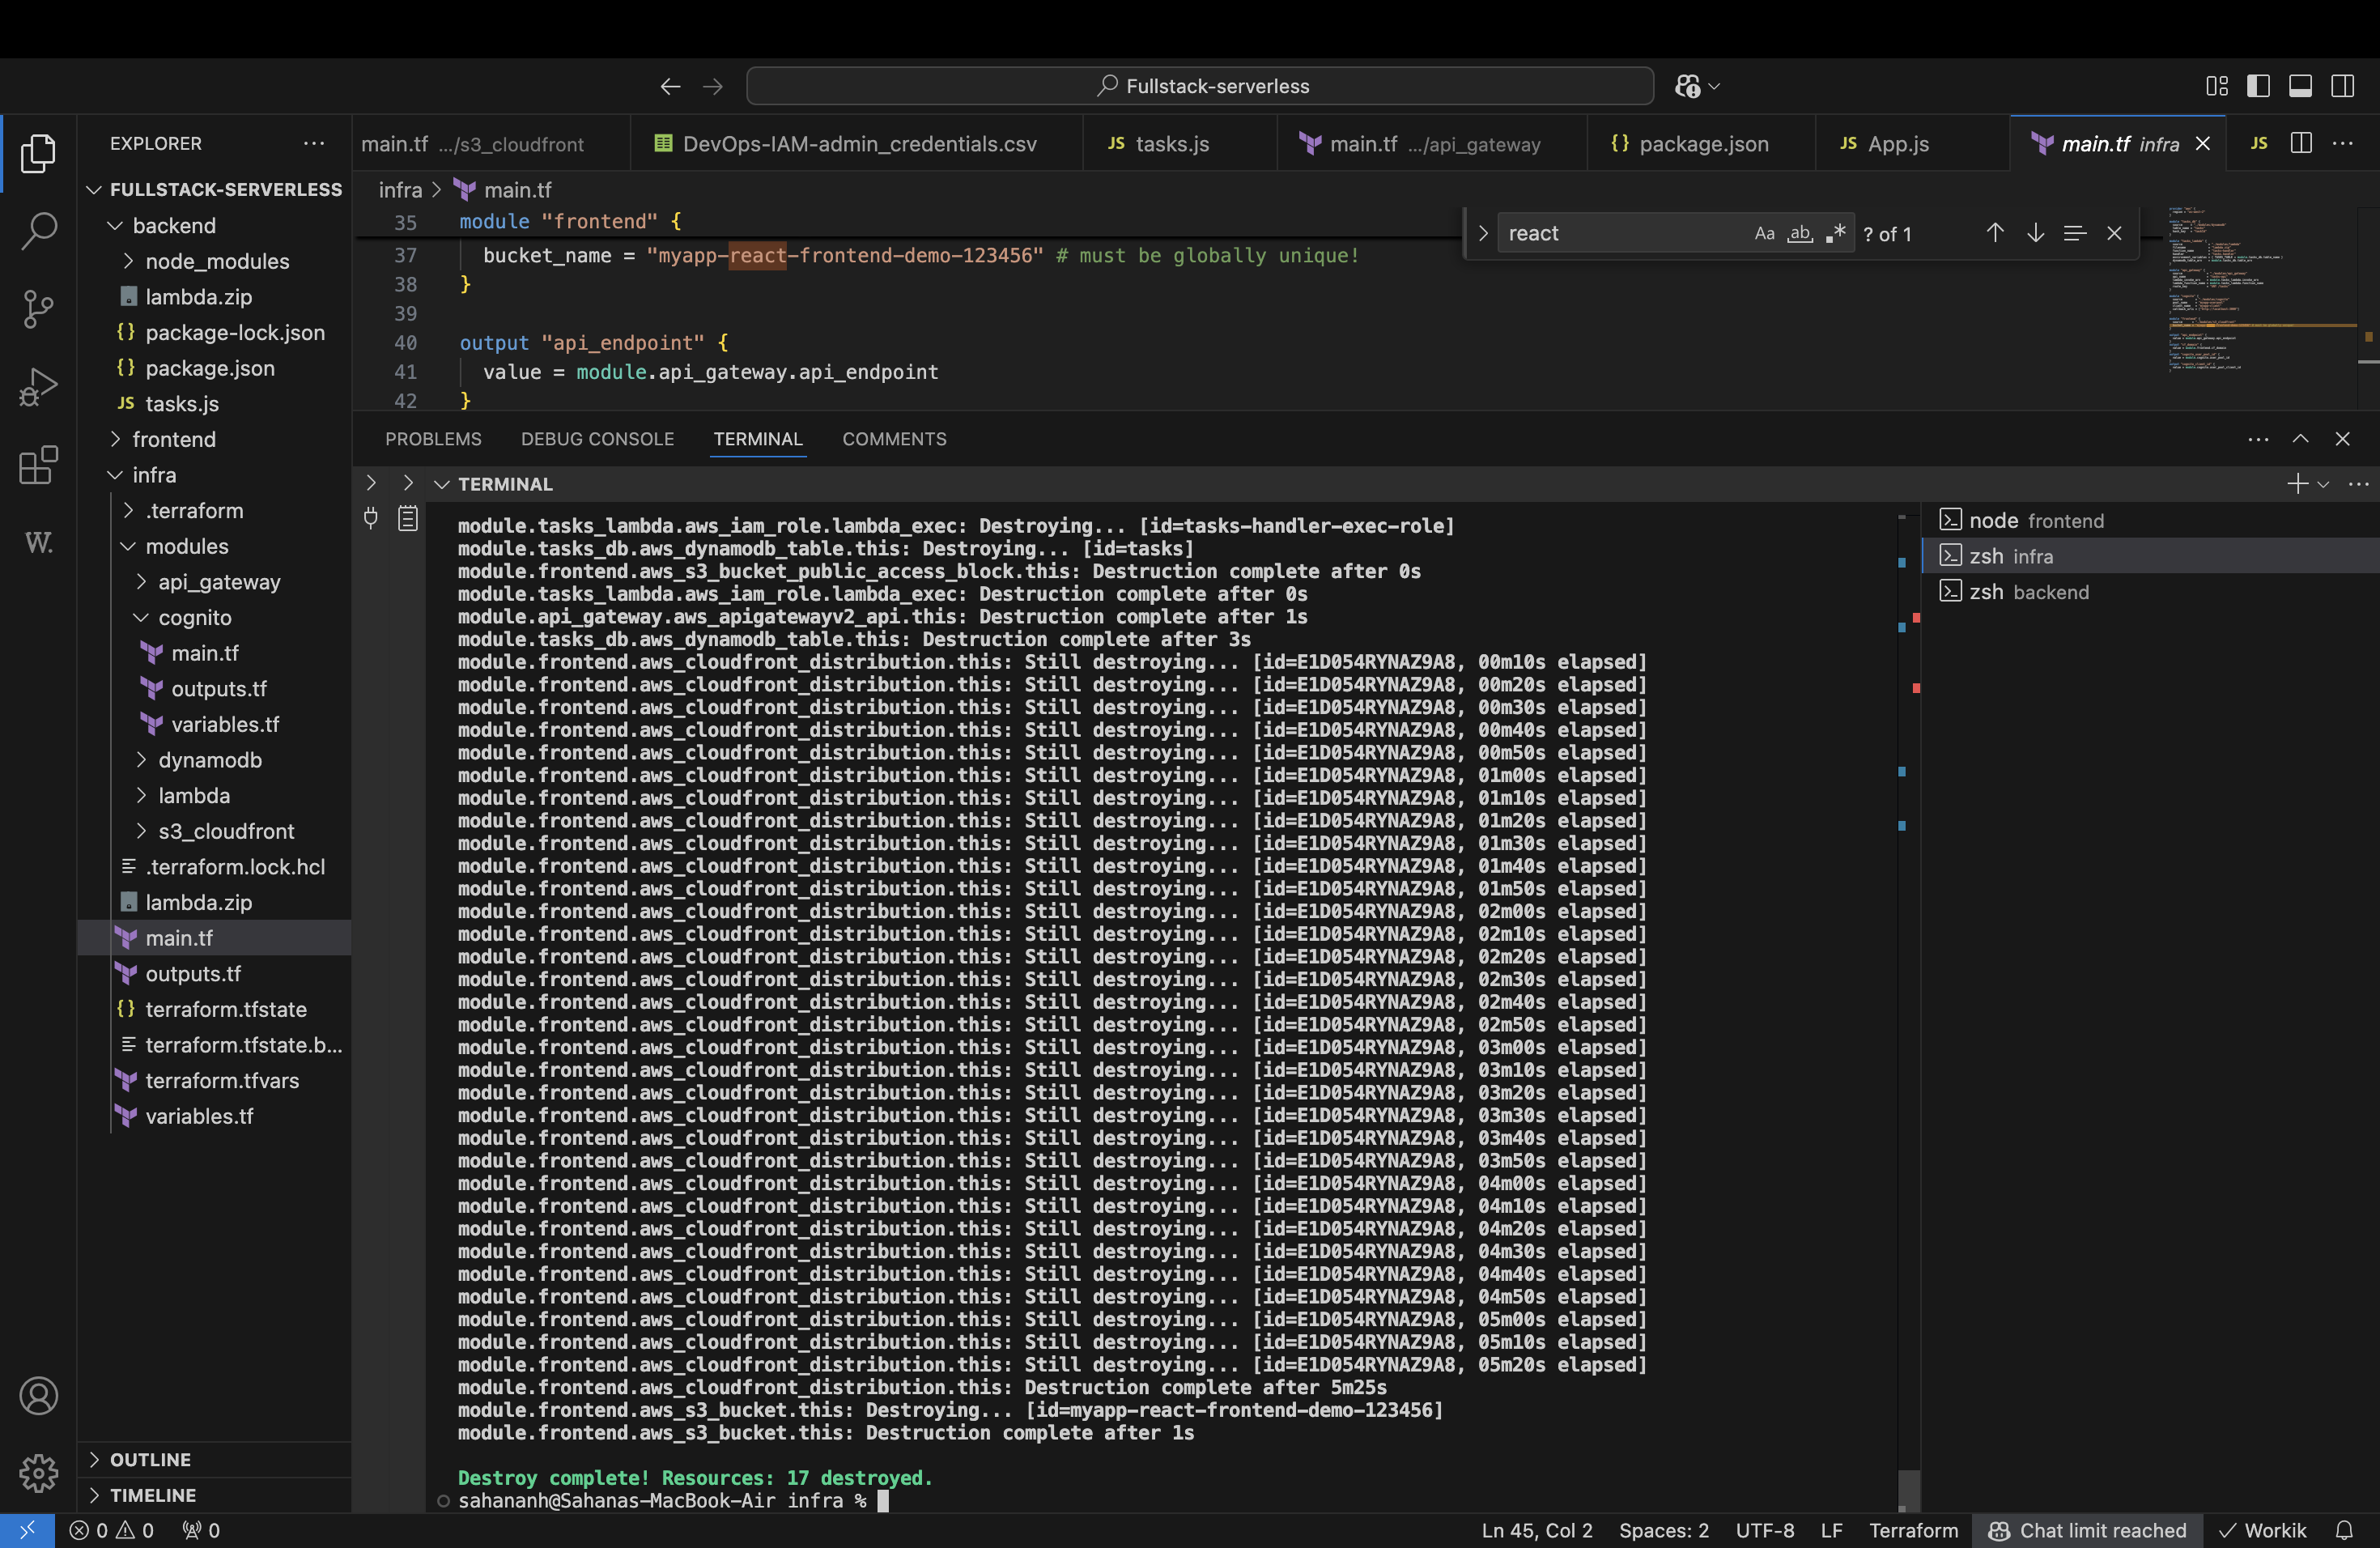 Fullstack-serverless
EXPLORER
FULLSTACK-SERVERLESS
backend
node_modules
lambda.zip
package-lock.json
package.json
JS tasks.js
frontend
infra
.terraform
modules
api_gateway
cognito
main.tf
outputs.tf
variables.tf
dynamodb
lambda
s3_cloudfront
.terraform.lock.hcl
lambda.zip
main.tf
outputs.tf
terraform.tfstate
terraform.tfstate.b...
terraform.tfvars
variables.tf
OUTLINE
TIMELINE
main.tf .../s3_cloudfront
DevOps-IAM-admin_credentials.csv
JS tasks.js
main.tf .../api_gateway
{} package.json
JS App.js
main.tf infra
JS
infra > main.tf
35 module "frontend" {
37 bucket_name = "myapp-react-frontend-demo-123456" # must be globally unique!
38 }
39
40 output "api_endpoint" {
41 value = module.api_gateway.api_endpoint
42 }
react Aa ab .* ? of 1
PROBLEMS DEBUG CONSOLE TERMINAL COMMENTS
TERMINAL
module.tasks_lambda.aws_iam_role.lambda_exec: Destroying... [id=tasks-handler-exec-role]
module.tasks_db.aws_dynamodb_table.this: Destroying... [id=tasks]
module.frontend.aws_s3_bucket_public_access_block.this: Destruction complete after 0s
module.tasks_lambda.aws_iam_role.lambda_exec: Destruction complete after 0s
module.api_gateway.aws_apigatewayv2_api.this: Destruction complete after 1s
module.tasks_db.aws_dynamodb_table.this: Destruction complete after 3s
module.frontend.aws_cloudfront_distribution.this: Still destroying... [id=E1D054RYNAZ9A8, 00m10s elapsed]
module.frontend.aws_cloudfront_distribution.this: Still destroying... [id=E1D054RYNAZ9A8, 00m20s elapsed]
module.frontend.aws_cloudfront_distribution.this: Still destroying... [id=E1D054RYNAZ9A8, 00m30s elapsed]
module.frontend.aws_cloudfront_distribution.this: Still destroying... [id=E1D054RYNAZ9A8, 00m40s elapsed]
module.frontend.aws_cloudfront_distribution.this: Still destroying... [id=E1D054RYNAZ9A8, 00m50s elapsed]
module.frontend.aws_cloudfront_distribution.this: Still destroying... [id=E1D054RYNAZ9A8, 01m00s elapsed]
module.frontend.aws_cloudfront_distribution.this: Still destroying... [id=E1D054RYNAZ9A8, 01m10s elapsed]
module.frontend.aws_cloudfront_distribution.this: Still destroying... [id=E1D054RYNAZ9A8, 01m20s elapsed]
module.frontend.aws_cloudfront_distribution.this: Still destroying... [id=E1D054RYNAZ9A8, 01m30s elapsed]
module.frontend.aws_cloudfront_distribution.this: Still destroying... [id=E1D054RYNAZ9A8, 01m40s elapsed]
module.frontend.aws_cloudfront_distribution.this: Still destroying... [id=E1D054RYNAZ9A8, 01m50s elapsed]
module.frontend.aws_cloudfront_distribution.this: Still destroying... [id=E1D054RYNAZ9A8, 02m00s elapsed]
module.frontend.aws_cloudfront_distribution.this: Still destroying... [id=E1D054RYNAZ9A8, 02m10s elapsed]
module.frontend.aws_cloudfront_distribution.this: Still destroying... [id=E1D054RYNAZ9A8, 02m20s elapsed]
module.frontend.aws_cloudfront_distribution.this: Still destroying... [id=E1D054RYNAZ9A8, 02m30s elapsed]
module.frontend.aws_cloudfront_distribution.this: Still destroying... [id=E1D054RYNAZ9A8, 02m40s elapsed]
module.frontend.aws_cloudfront_distribution.this: Still destroying... [id=E1D054RYNAZ9A8, 02m50s elapsed]
module.frontend.aws_cloudfront_distribution.this: Still destroying... [id=E1D054RYNAZ9A8, 03m00s elapsed]
module.frontend.aws_cloudfront_distribution.this: Still destroying... [id=E1D054RYNAZ9A8, 03m10s elapsed]
module.frontend.aws_cloudfront_distribution.this: Still destroying... [id=E1D054RYNAZ9A8, 03m20s elapsed]
module.frontend.aws_cloudfront_distribution.this: Still destroying... [id=E1D054RYNAZ9A8, 03m30s elapsed]
module.frontend.aws_cloudfront_distribution.this: Still destroying... [id=E1D054RYNAZ9A8, 03m40s elapsed]
module.frontend.aws_cloudfront_distribution.this: Still destroying... [id=E1D054RYNAZ9A8, 03m50s elapsed]
module.frontend.aws_cloudfront_distribution.this: Still destroying... [id=E1D054RYNAZ9A8, 04m00s elapsed]
module.frontend.aws_cloudfront_distribution.this: Still destroying... [id=E1D054RYNAZ9A8, 04m10s elapsed]
module.frontend.aws_cloudfront_distribution.this: Still destroying... [id=E1D054RYNAZ9A8, 04m20s elapsed]
module.frontend.aws_cloudfront_distribution.this: Still destroying... [id=E1D054RYNAZ9A8, 04m30s elapsed]
module.frontend.aws_cloudfront_distribution.this: Still destroying... [id=E1D054RYNAZ9A8, 04m40s elapsed]
module.frontend.aws_cloudfront_distribution.this: Still destroying... [id=E1D054RYNAZ9A8, 04m50s elapsed]
module.frontend.aws_cloudfront_distribution.this: Still destroying... [id=E1D054RYNAZ9A8, 05m00s elapsed]
module.frontend.aws_cloudfront_distribution.this: Still destroying... [id=E1D054RYNAZ9A8, 05m10s elapsed]
module.frontend.aws_cloudfront_distribution.this: Still destroying... [id=E1D054RYNAZ9A8, 05m20s elapsed]
module.frontend.aws_cloudfront_distribution.this: Destruction complete after 5m25s
module.frontend.aws_s3_bucket.this: Destroying... [id=myapp-react-frontend-demo-123456]
module.frontend.aws_s3_bucket.this: Destruction complete after 1s
Destroy complete! Resources: 17 destroyed.
sahananh@Sahanas-MacBook-Air infra %
node frontend
zsh infra
zsh backend
0 0 0
Ln 45, Col 2 Spaces: 2 UTF-8 LF Terraform Chat limit reached Workik
W.